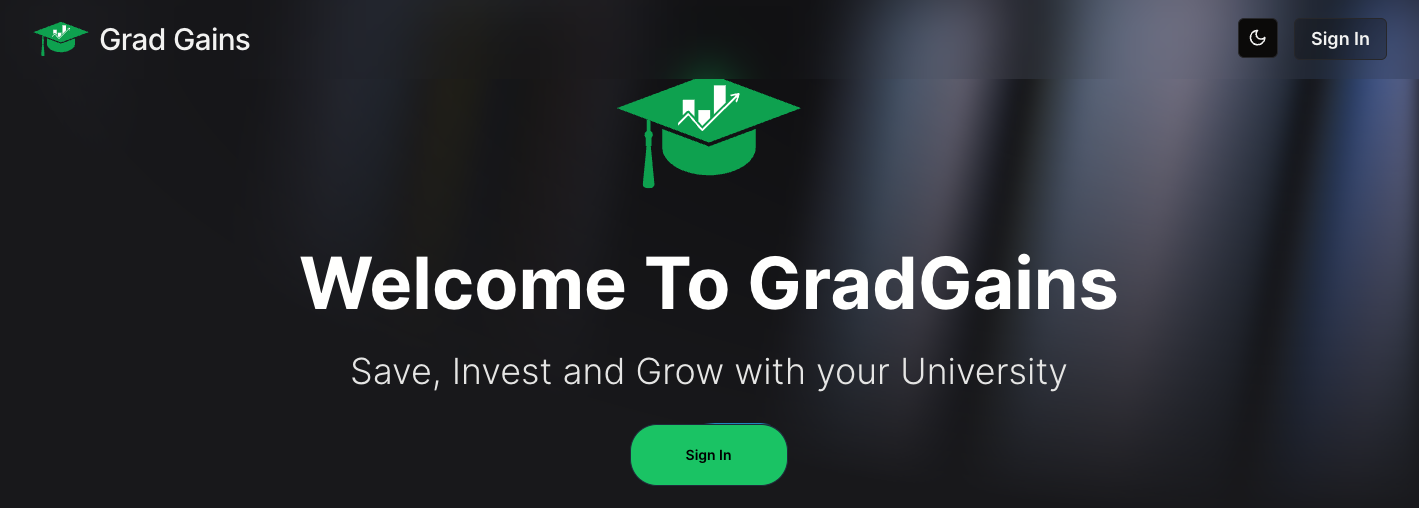 Grad Gains
Sign In
Welcome To GradGains
Save, Invest and Grow with your University
Sign In